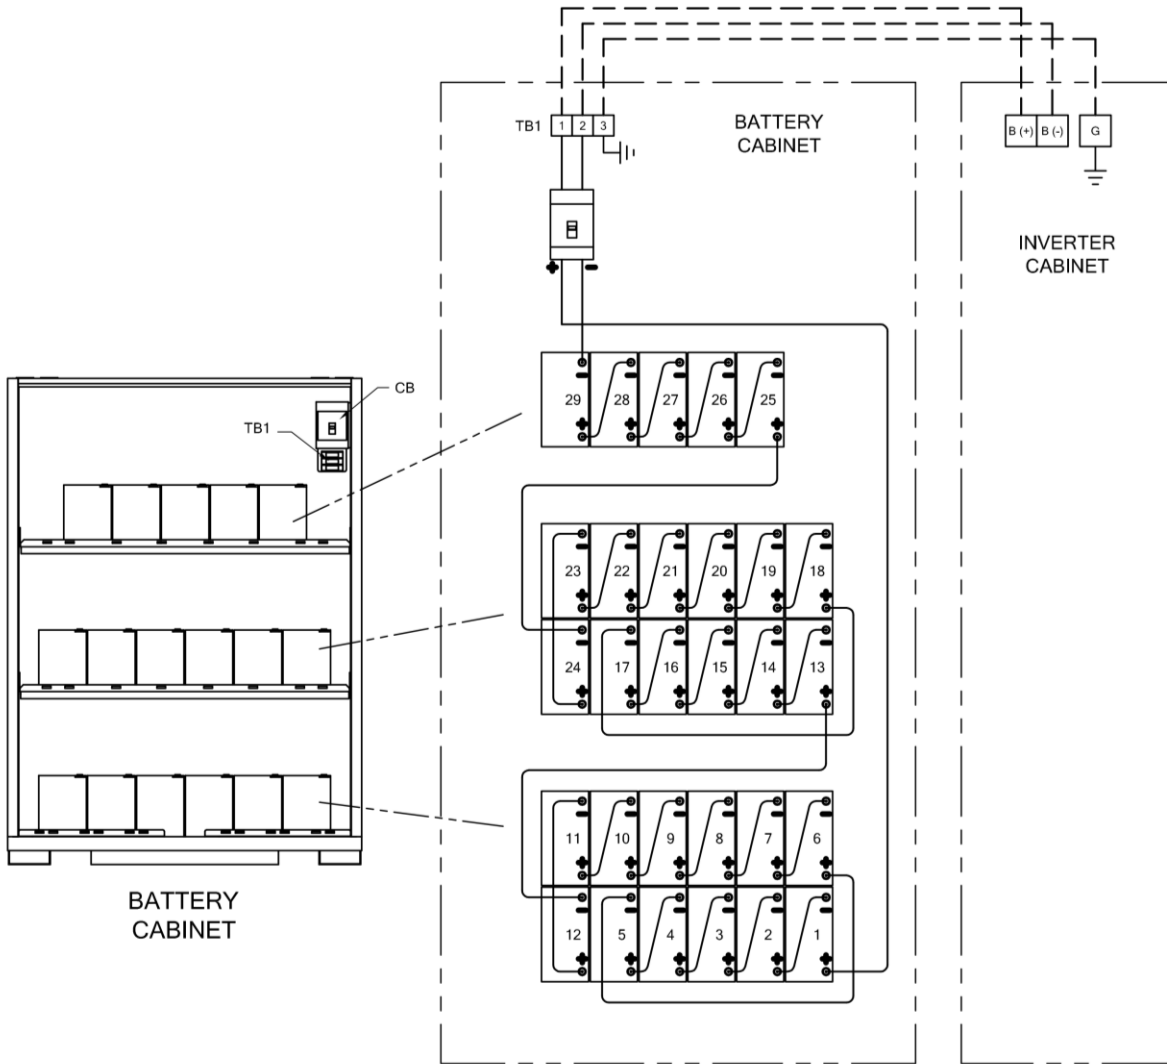 TB1 1 2 3
BATTERY
CABINET
B (+) B (-) G
INVERTER
CABINET
+ -
29 28 27 26 25
- - - - -
+ + + + +
CB
TB1
23 22 21 20 19 18
- - - - - -
+ + + + + +
24 17 16 15 14 13
- - - - - -
+ + + + + +
11 10 9 8 7 6
- - - - - -
+ + + + + +
12 5 4 3 2 1
- - - - - -
+ + + + + +
BATTERY
CABINET